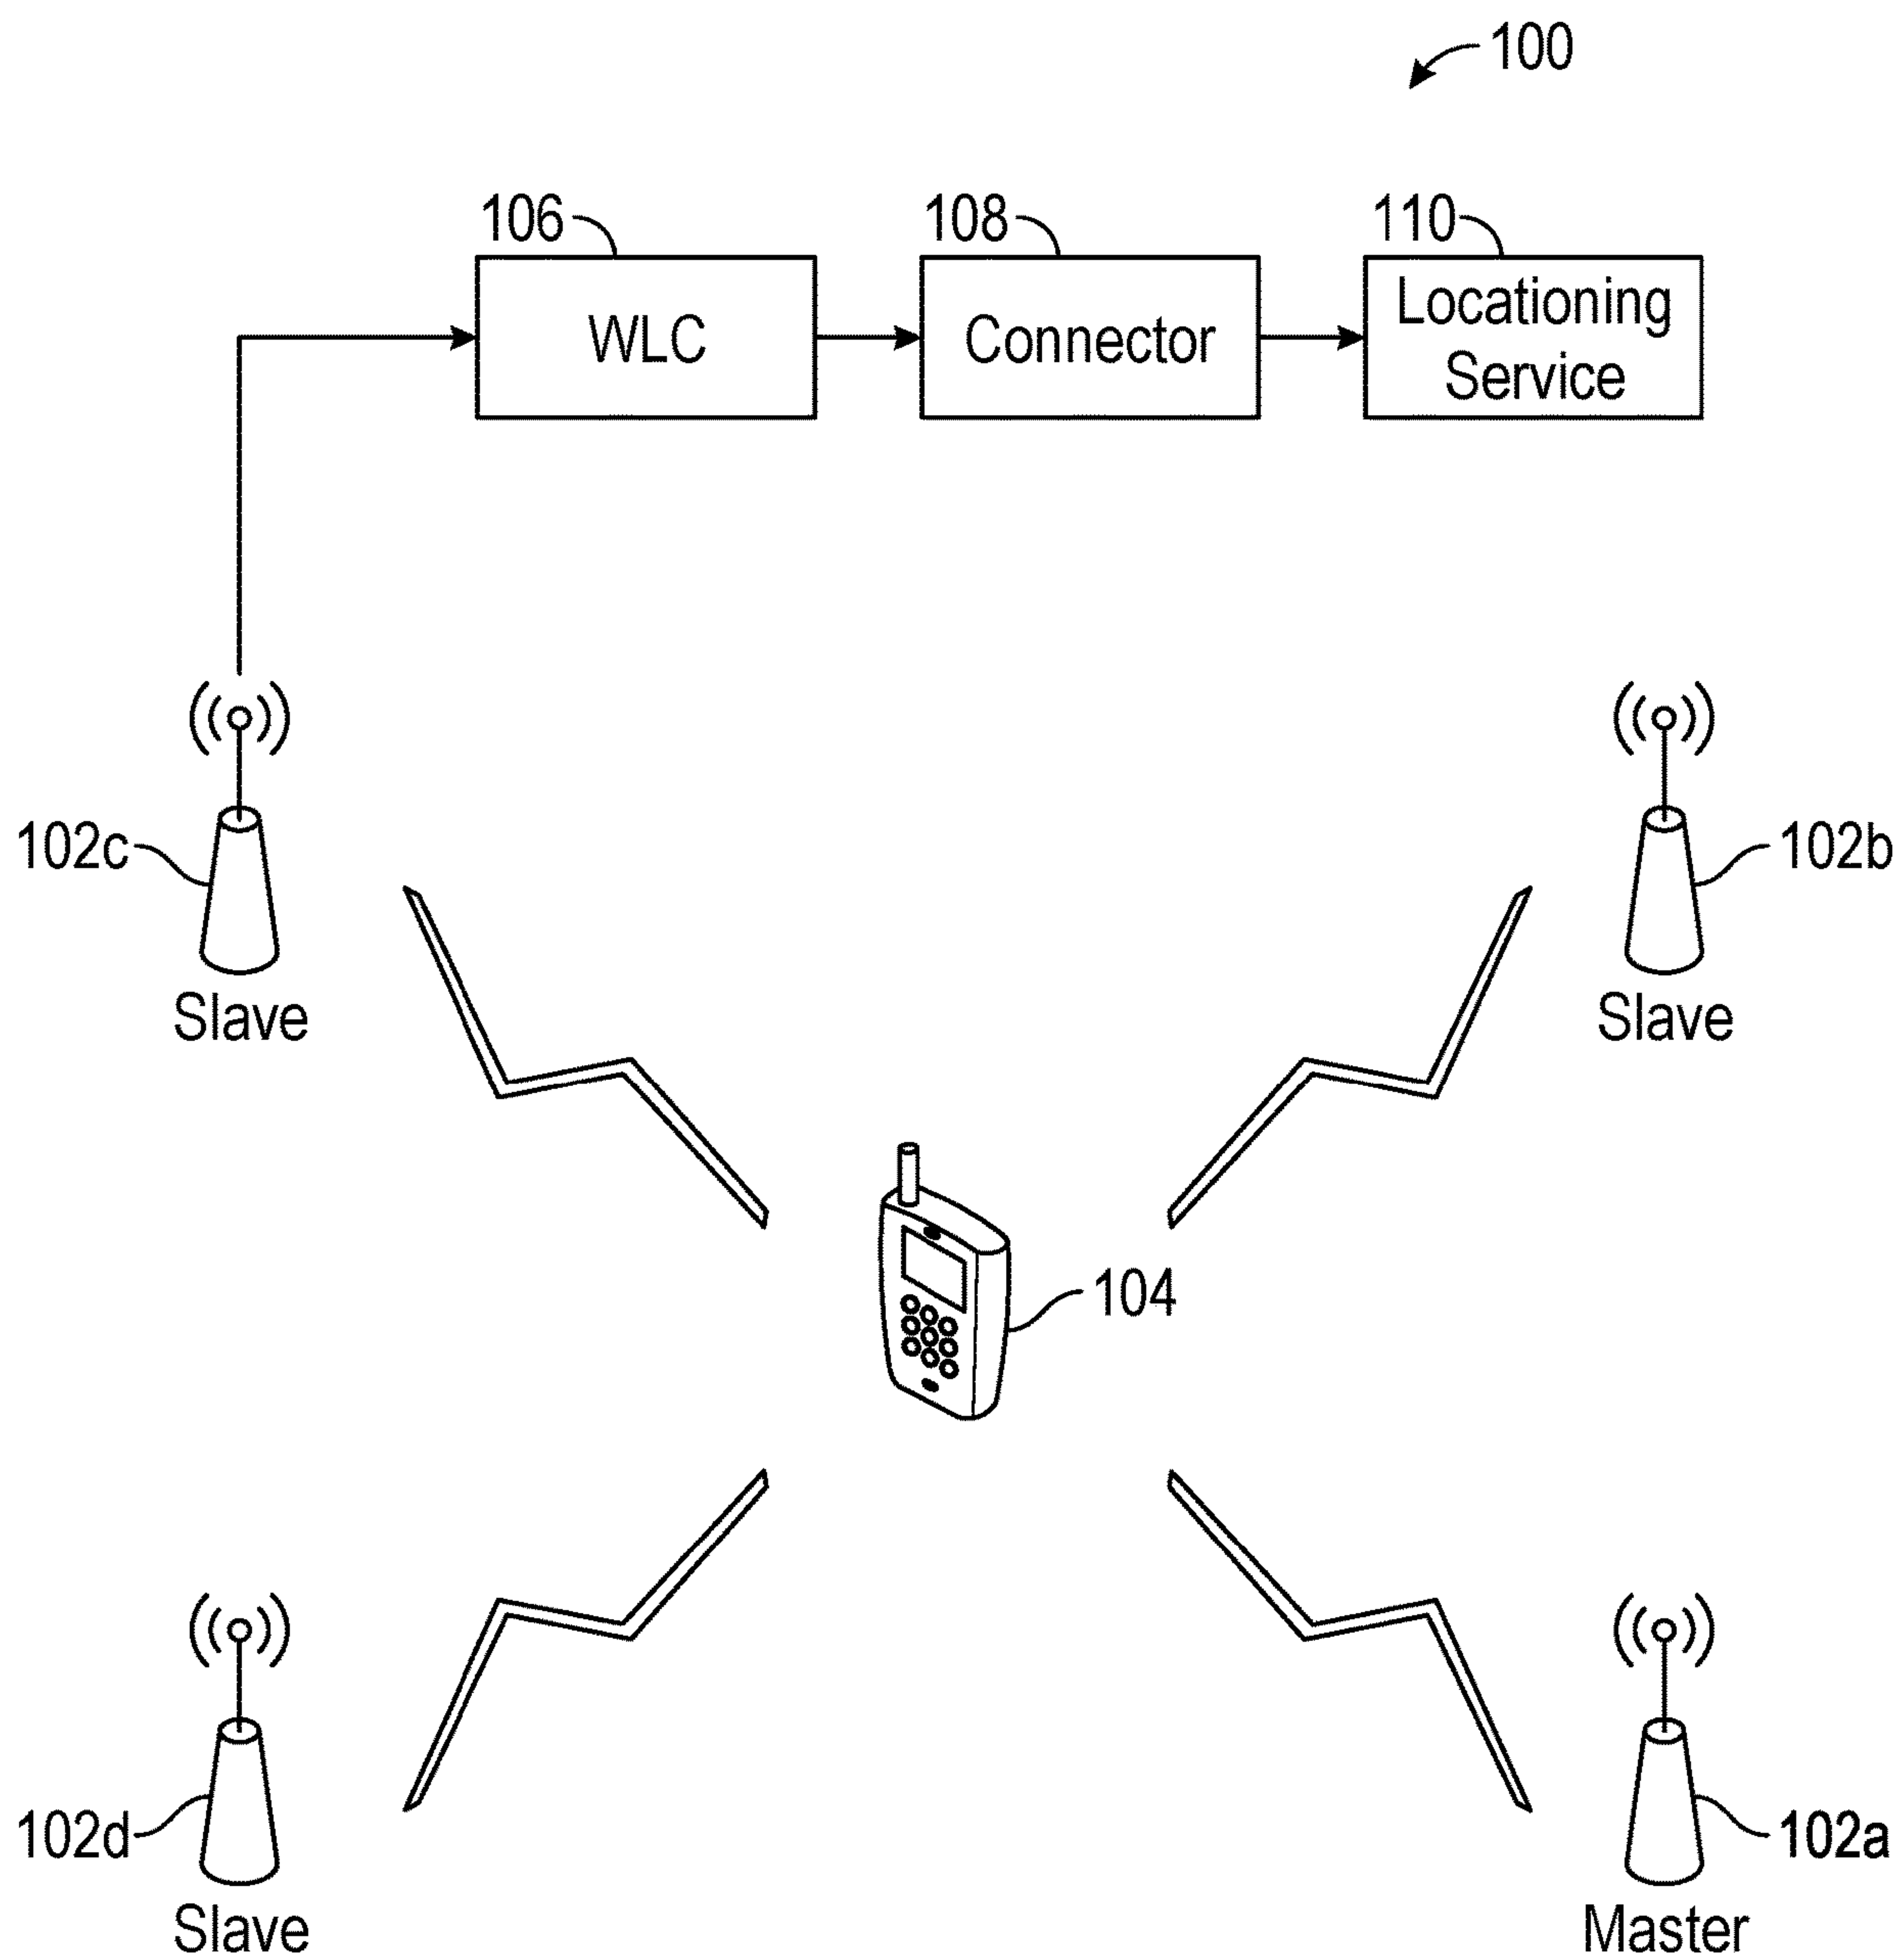 100
106
108
110
WLC
Connector
Locationing
Service
102c
102b
Slave
Slave
104
102d
102a
Slave
Master